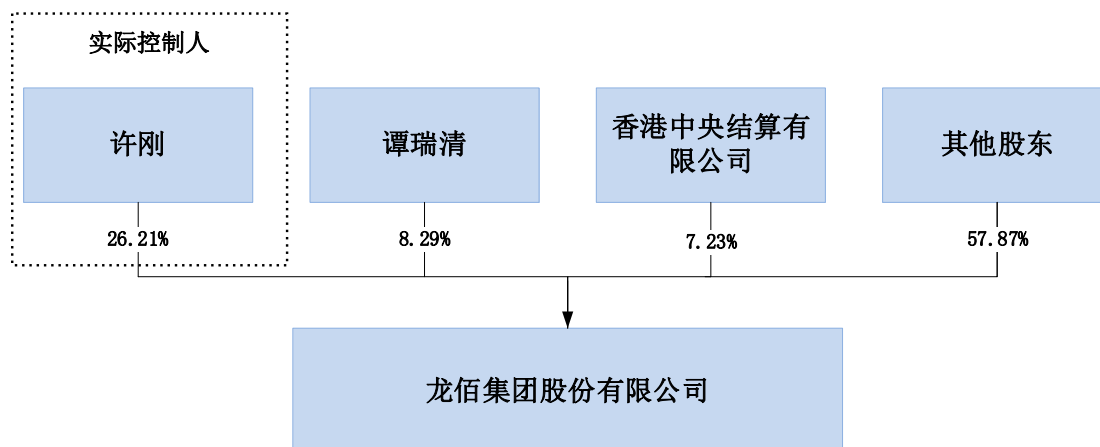 实际控制人
许刚
谭瑞清
香港中央结算有
限公司
其他股东
26.21%
8.29%
7.23%
57.87%
龙佰集团股份有限公司